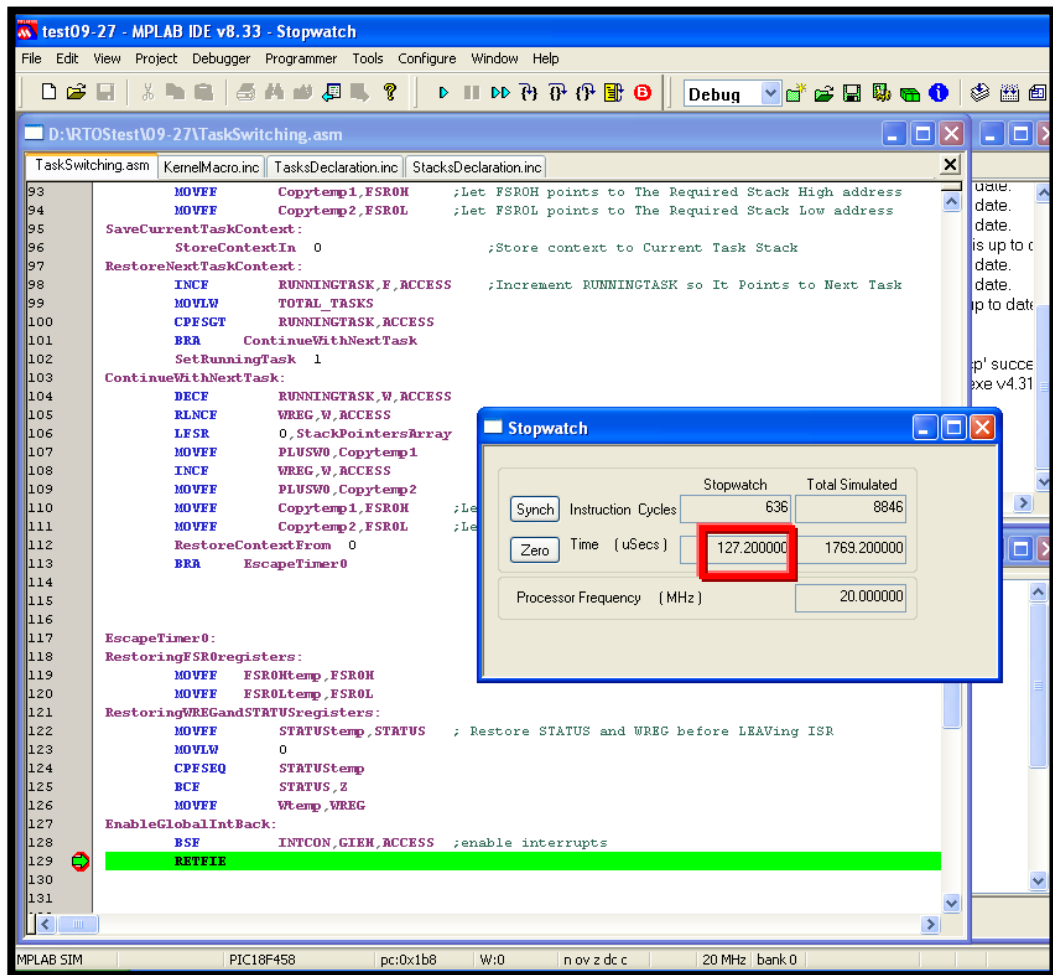 test09-27 - MPLAB IDE v8.33 - Stopwatch
File Edit View Project Debugger Programmer Tools Configure Window Help
Debug
D:\RTOStest\09-27\TaskSwitching.asm
TaskSwitching.asm KernelMacro.inc TasksDeclaration.inc StacksDeclaration.inc
93 MOVFF Copytemp1,FSR0H ;Let FSR0H points to The Required Stack High address
94 MOVFF Copytemp2,FSR0L ;Let FSR0L points to The Required Stack Low address
95 SaveCurrentTaskContext:
96 StoreContextIn 0 ;Store context to Current Task Stack
97 RestoreNextTaskContext:
98 INCF RUNNINGTASK,F,ACCESS ;Increment RUNNINGTASK so It Points to Next Task
99 MOVLW TOTAL_TASKS
100 CPFSGT RUNNINGTASK,ACCESS
101 BRA ContinueWithNextTask
102 SetRunningTask 1
103 ContinueWithNextTask:
104 DECF RUNNINGTASK,W,ACCESS
105 RLNCF WREG,W,ACCESS
106 LFSR 0,StackPointersArray
107 MOVFF PLUSW0,Copytemp1
108 INCF WREG,W,ACCESS
109 MOVFF PLUSW0,Copytemp2
110 MOVFF Copytemp1,FSR0H ;Le
111 MOVFF Copytemp2,FSR0L ;Le
112 RestoreContextFrom 0
113 BRA EscapeTimer0
114
115
116
117 EscapeTimer0:
118 RestoringFSR0registers:
119 MOVFF FSR0Htemp,FSR0H
120 MOVFF FSR0Ltemp,FSR0L
121 RestoringWREGandSTATUSregisters:
122 MOVFF STATUStemp,STATUS ; Restore STATUS and WREG before LEAVing ISR
123 MOVLW 0
124 CPFSEQ STATUStemp
125 BCF STATUS,Z
126 MOVFF Wtemp,WREG
127 EnableGlobalIntBack:
128 BSF INTCON,GIEH,ACCESS ;enable interrupts
129 RETFIE
130
131
date.
date.
is up to d
date.
date.
p to date
p' succe
exe v4.31
Stopwatch
Stopwatch Total Simulated
Synch Instruction Cycles 636 8846
Zero Time (uSecs) 127.200000 1769.200000
Processor Frequency (MHz) 20.000000
MPLAB SIM PIC18F458 pc:0x1b8 W:0 n ov z dc c 20 MHz bank 0